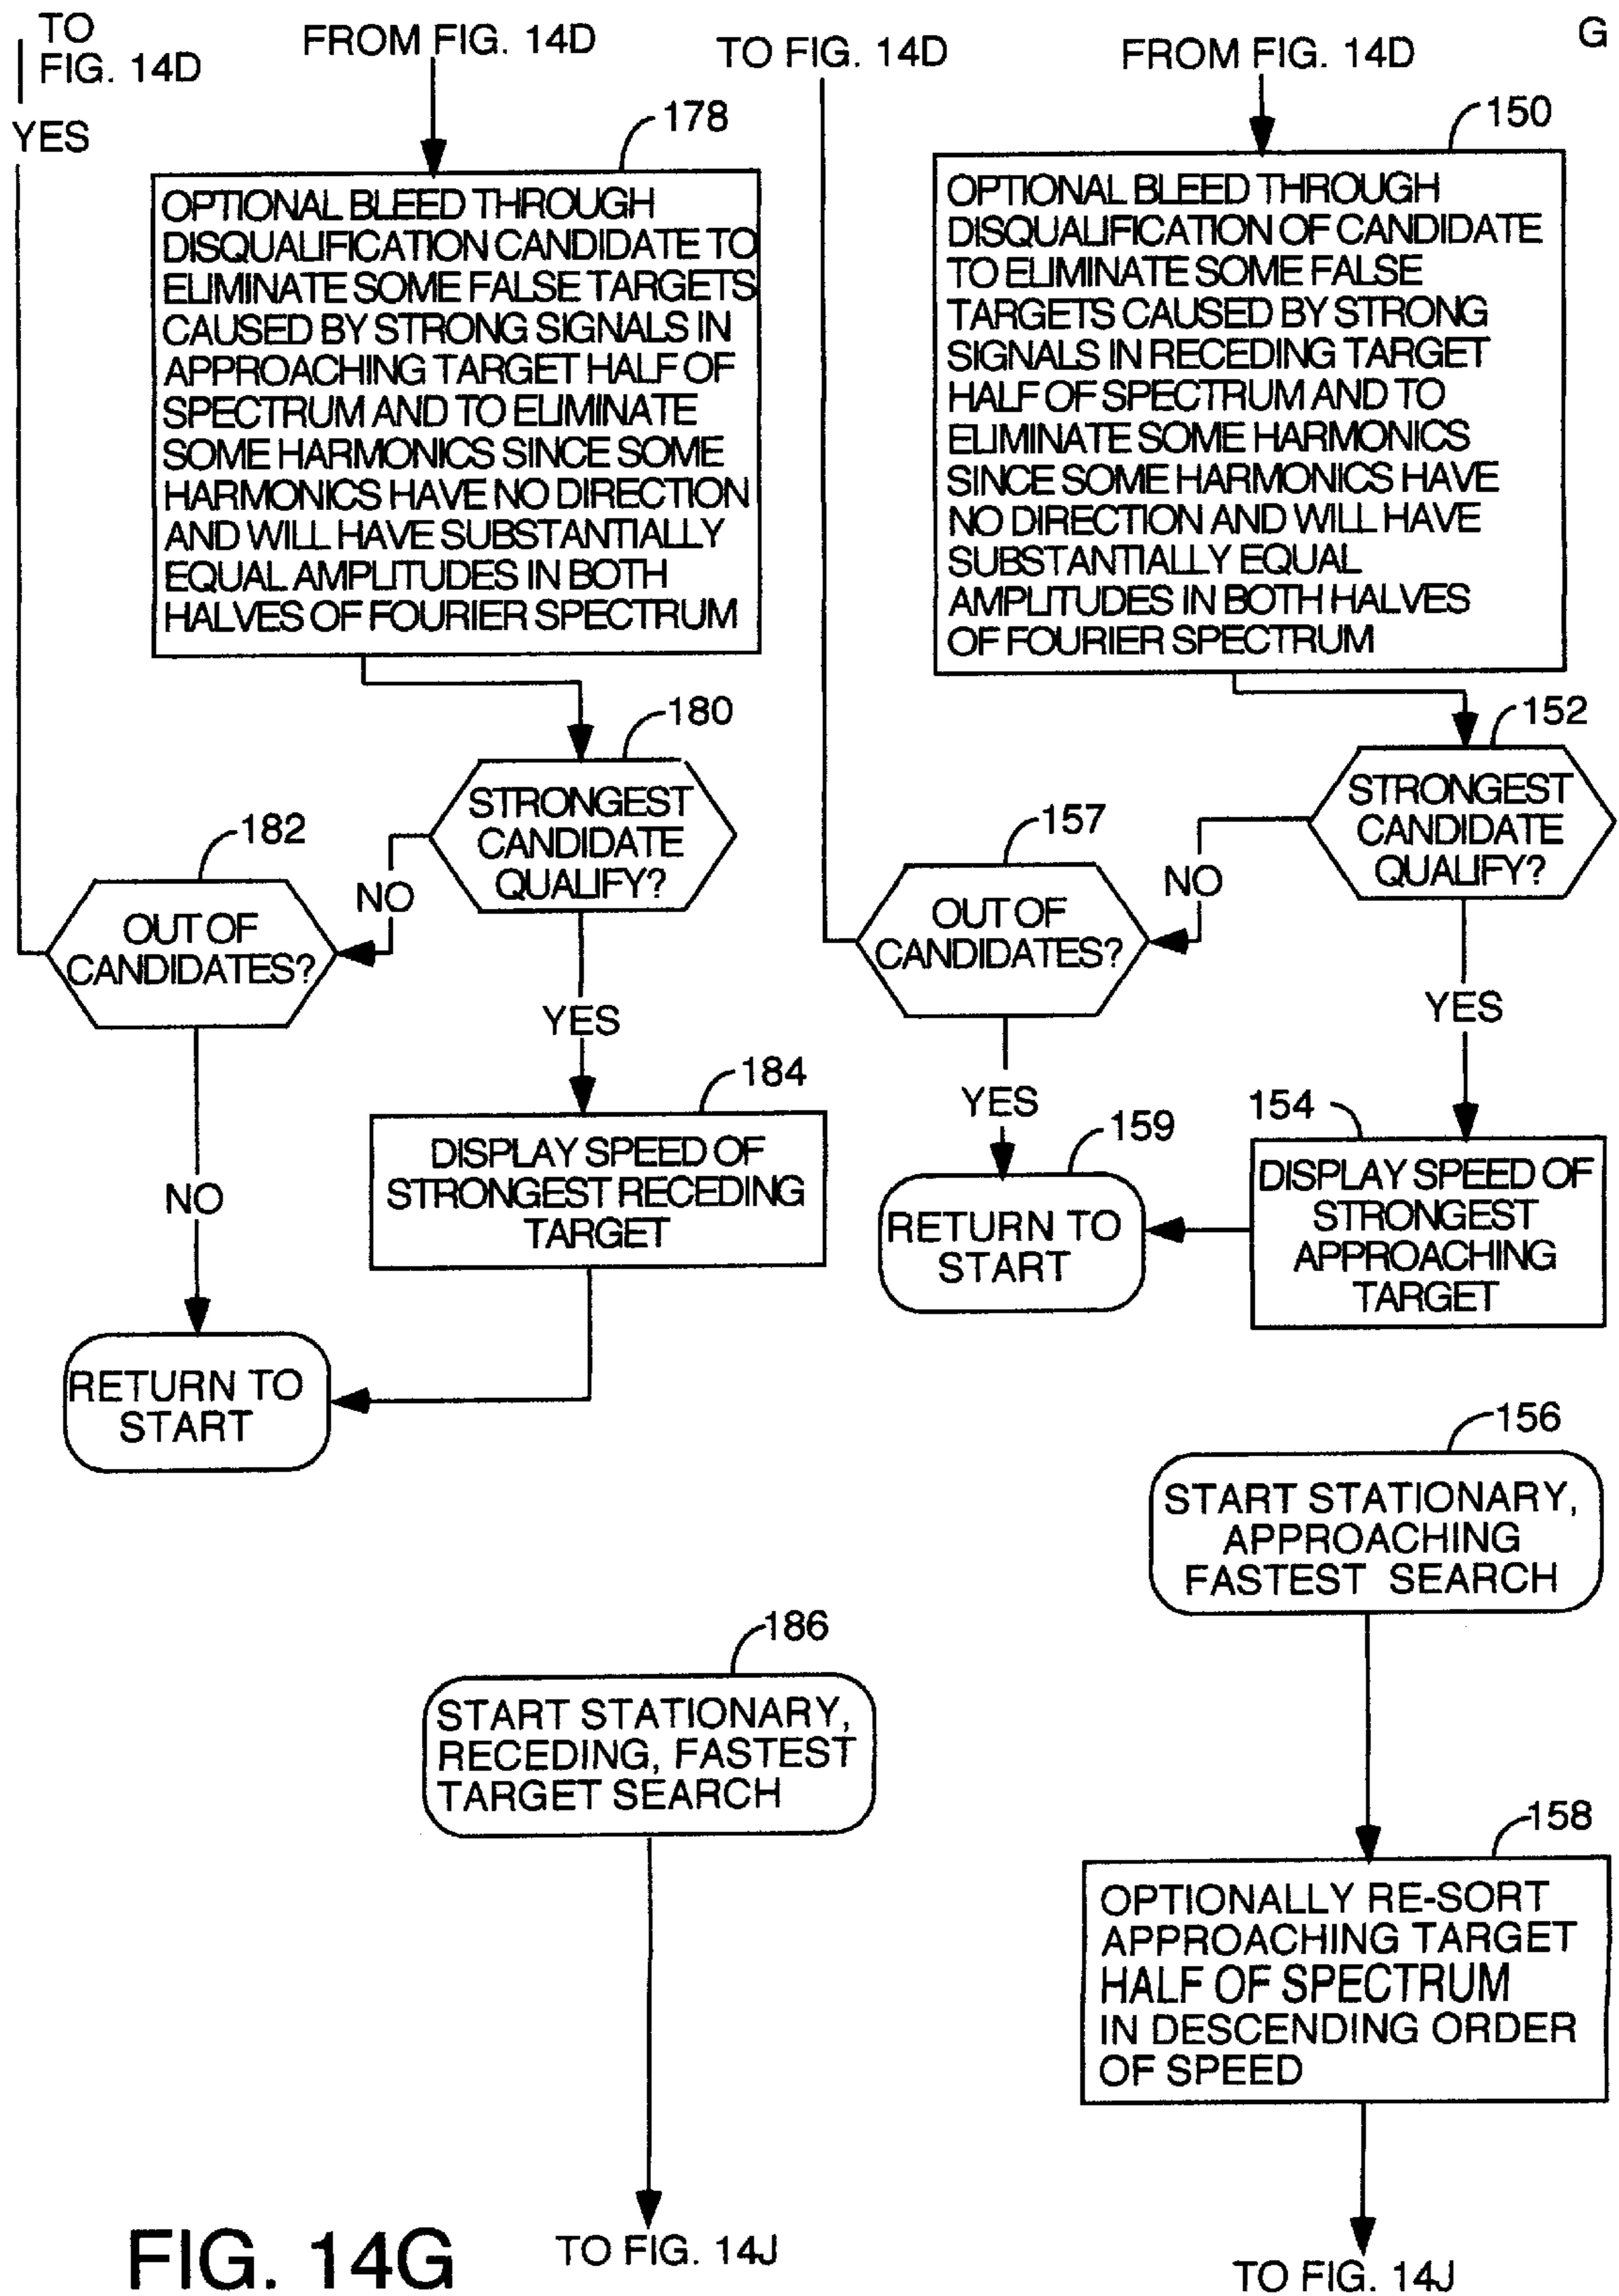 TO
FIG. 14D
YES
FROM FIG. 14D
TO FIG. 14D
FROM FIG. 14D
G
178
OPTIONAL BLEED THROUGH
DISQUALIFICATION CANDIDATE TO
ELIMINATE SOME FALSE TARGETS
CAUSED BY STRONG SIGNALS IN
APPROACHING TARGET HALF OF
SPECTRUM AND TO ELIMINATE
SOME HARMONICS SINCE SOME
HARMONICS HAVE NO DIRECTION
AND WILL HAVE SUBSTANTIALLY
EQUAL AMPLITUDES IN BOTH
HALVES OF FOURIER SPECTRUM
150
OPTIONAL BLEED THROUGH
DISQUALIFICATION OF CANDIDATE
TO ELIMINATE SOME FALSE
TARGETS CAUSED BY STRONG
SIGNALS IN RECEDING TARGET
HALF OF SPECTRUM AND TO
ELIMINATE SOME HARMONICS
SINCE SOME HARMONICS HAVE
NO DIRECTION AND WILL HAVE
SUBSTANTIALLY EQUAL
AMPLITUDES IN BOTH HALVES
OF FOURIER SPECTRUM
180
STRONGEST
CANDIDATE
QUALIFY?
NO
182
OUT OF
CANDIDATES?
YES
184
DISPLAY SPEED OF
STRONGEST RECEDING
TARGET
NO
RETURN TO
START
152
STRONGEST
CANDIDATE
QUALIFY?
NO
157
OUT OF
CANDIDATES?
YES
YES
159
RETURN TO
START
154
DISPLAY SPEED OF
STRONGEST
APPROACHING
TARGET
156
START STATIONARY,
APPROACHING
FASTEST SEARCH
186
START STATIONARY,
RECEDING, FASTEST
TARGET SEARCH
158
OPTIONALLY RE-SORT
APPROACHING TARGET
HALF OF SPECTRUM
IN DESCENDING ORDER
OF SPEED
TO FIG. 14J
TO FIG. 14J
FIG. 14G